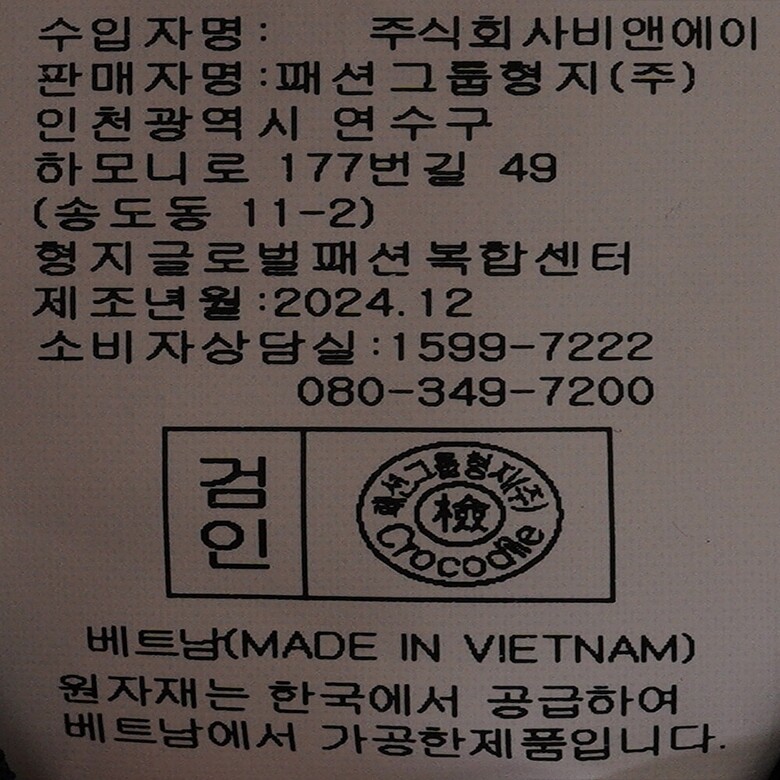 수입자명: 주식회사비앤에이
판매자명:패션그룹형지(주)
인천광역시 연수구
하모니로 177번길 49
(송도동 11-2)
형지글로벌패션복합센터
제조년월:2024.12
소비자상담실:1599-7222
080-349-7200
검인
패션그룹형지(주)
檢
Crocodile
베트남(MADE IN VIETNAM)
원자재는 한국에서 공급하여
베트남에서 가공한제품입니다.